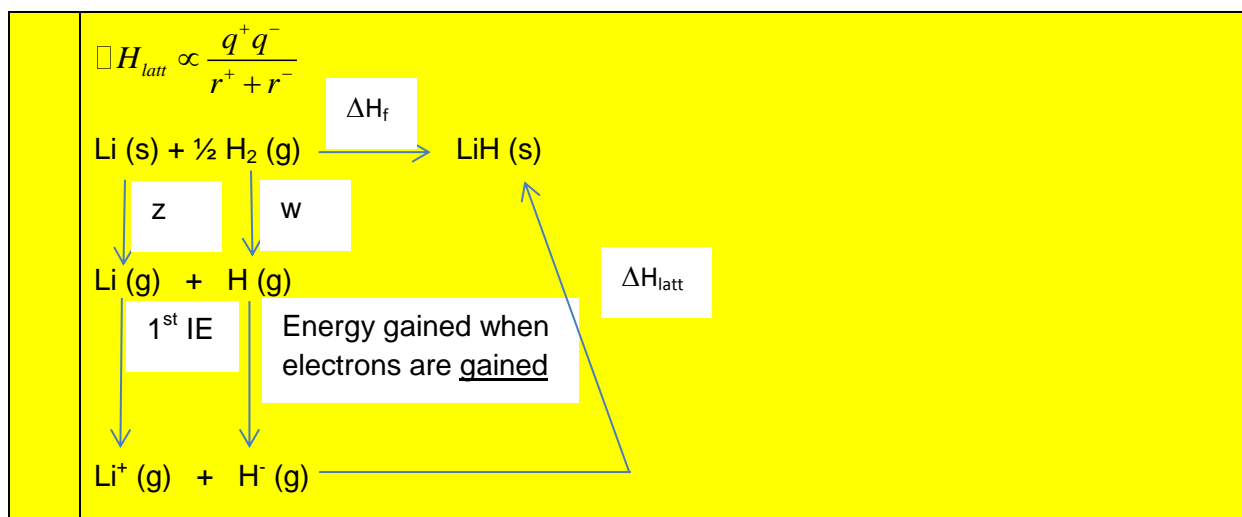 □ H_latt ∝ q⁺q⁻ / (r⁺ + r⁻)
ΔH_f
Li (s) + ½ H₂ (g) LiH (s)
z w
Li (g) + H (g)
ΔH_latt
1ˢᵗ IE Energy gained when
electrons are gained
Li⁺ (g) + H⁻ (g)